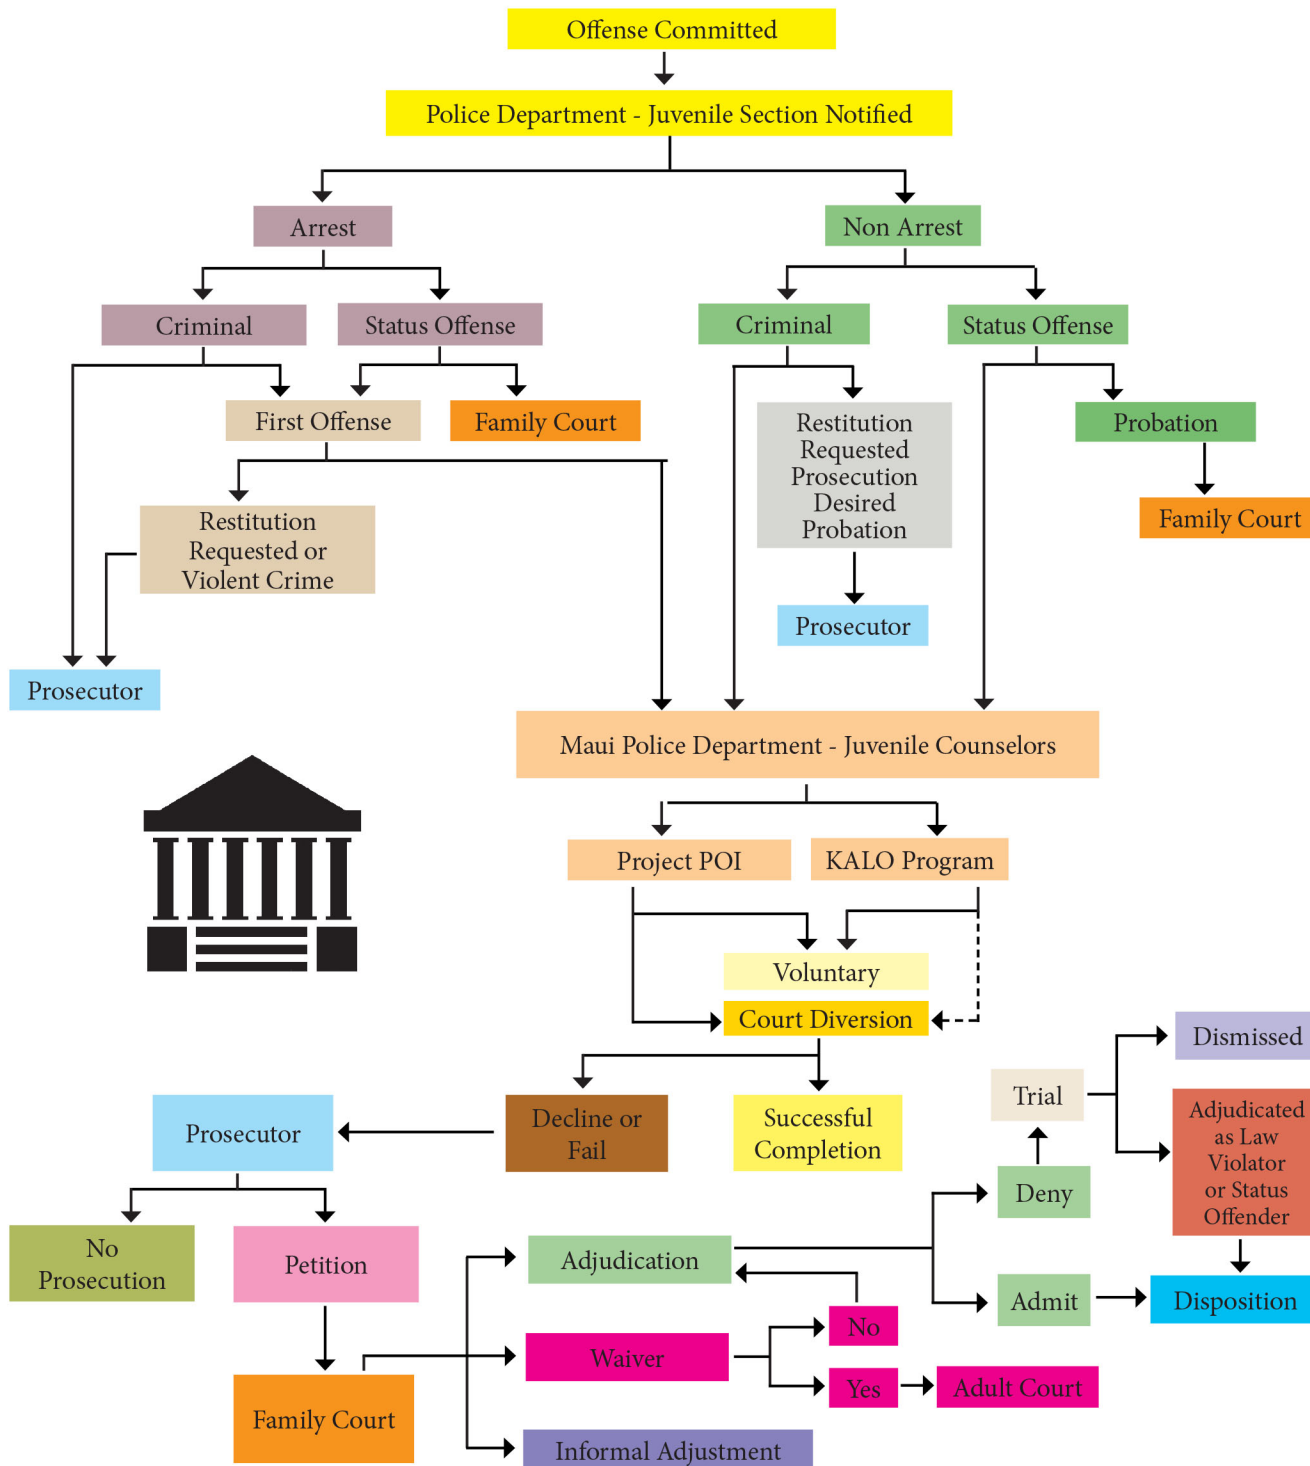 Offense Committed
Police Department - Juvenile Section Notified
Arrest
Non Arrest
Criminal
Status Offense
Criminal
Status Offense
First Offense
Family Court
Restitution
Requested
Prosecution
Desired
Probation
Probation
Family Court
Restitution
Requested or
Violent Crime
Prosecutor
Prosecutor
Maui Police Department - Juvenile Counselors
Project POI
KALO Program
Voluntary
Court Diversion
Decline or
Fail
Successful
Completion
Prosecutor
No
Prosecution
Petition
Family Court
Adjudication
Waiver
Informal Adjustment
No
Yes
Adult Court
Deny
Admit
Trial
Dismissed
Adjudicated
as Law
Violator
or Status
Offender
Disposition